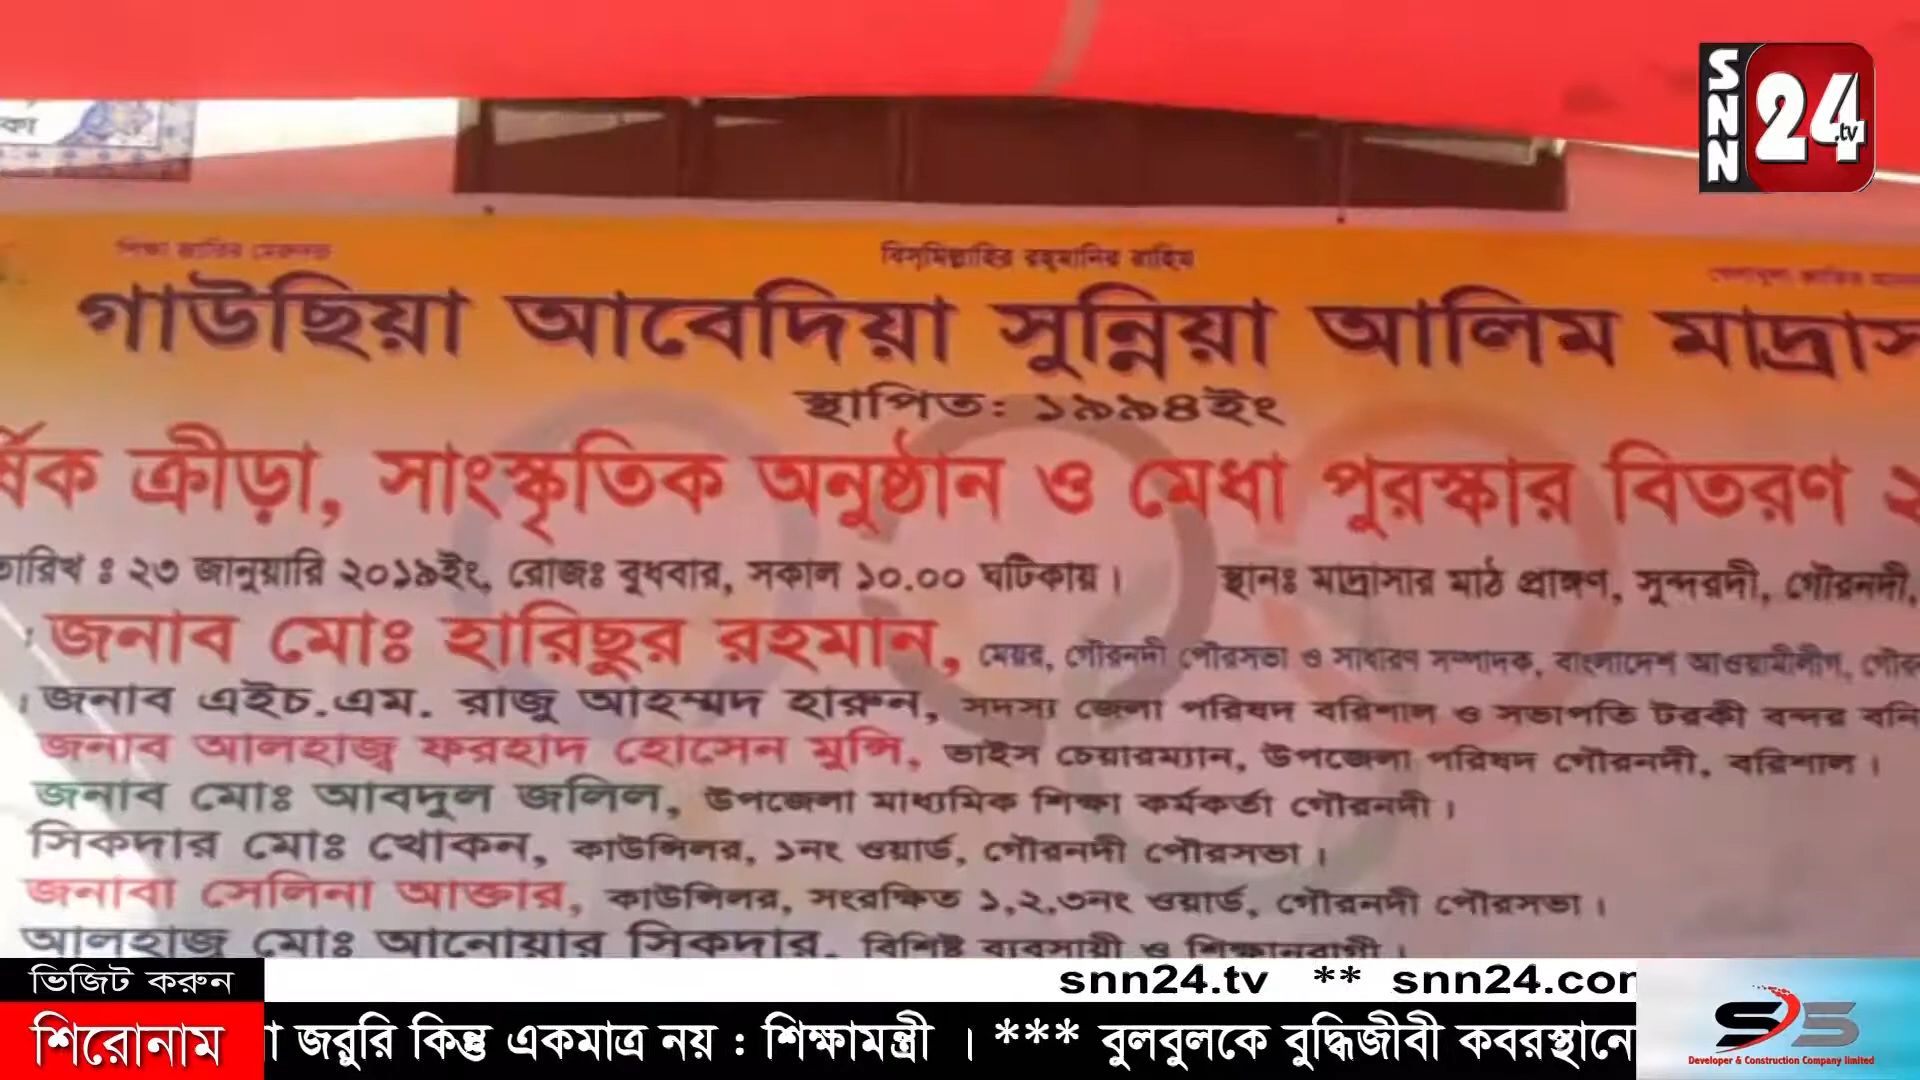 SNN 24.tv
কা
শিক্ষা জাতির মেরুদন্ড
বিস্‌মিল্লাহির রহ্‌মানির রাহিম
খেলাধুলা জাতির
গাউছিয়া আবেদিয়া সুন্নিয়া আলিম মাদ্রাস
স্থাপিত: ১৯৯৪ইং
র্ষিক ক্রীড়া, সাংস্কৃতিক অনুষ্ঠান ও মেধা পুরস্কার বিতরণ ২
তারিখ ঃ ২৩ জানুয়ারি ২০১৯ইং, রোজঃ বুধবার, সকাল ১০.০০ ঘটিকায়। স্থানঃ মাদ্রাসার মাঠ প্রাঙ্গণ, সুন্দরদী, গৌরনদী,
: জনাব মোঃ হারিছুর রহমান, মেয়র, গৌরনদী পৌরসভা ও সাধারণ সম্পাদক, বাংলাদেশ আওয়ামীলীগ, গৌর
: জনাব এইচ.এম. রাজু আহম্মদ হারুন, সদস্য জেলা পরিষদ বরিশাল ও সভাপতি টরকী বন্দর বনি
জনাব আলহাজ্ব ফরহাদ হোসেন মুন্সি, ভাইস চেয়ারম্যান, উপজেলা পরিষদ গৌরনদী, বরিশাল।
জনাব মোঃ আবদুল জলিল, উপজেলা মাধ্যমিক শিক্ষা কর্মকর্তা গৌরনদী।
সিকদার মোঃ খোকন, কাউন্সিলর, ১নং ওয়ার্ড, গৌরনদী পৌরসভা।
জনাবা সেলিনা আক্তার, কাউন্সিলর, সংরক্ষিত ১,২,৩নং ওয়ার্ড, গৌরনদী পৌরসভা।
আলহাজ্ব মোঃ আনোয়ার সিকদার, বিশিষ্ট ব্যবসায়ী ও শিক্ষানুরাগী।
ভিজিট করুন snn24.tv ** snn24.com
শিরোনাম া জরুরি কিন্তু একমাত্র নয় : শিক্ষামন্ত্রী । *** বুলবুলকে বুদ্ধিজীবী কবরস্থানে
Developer & Construction Company limited